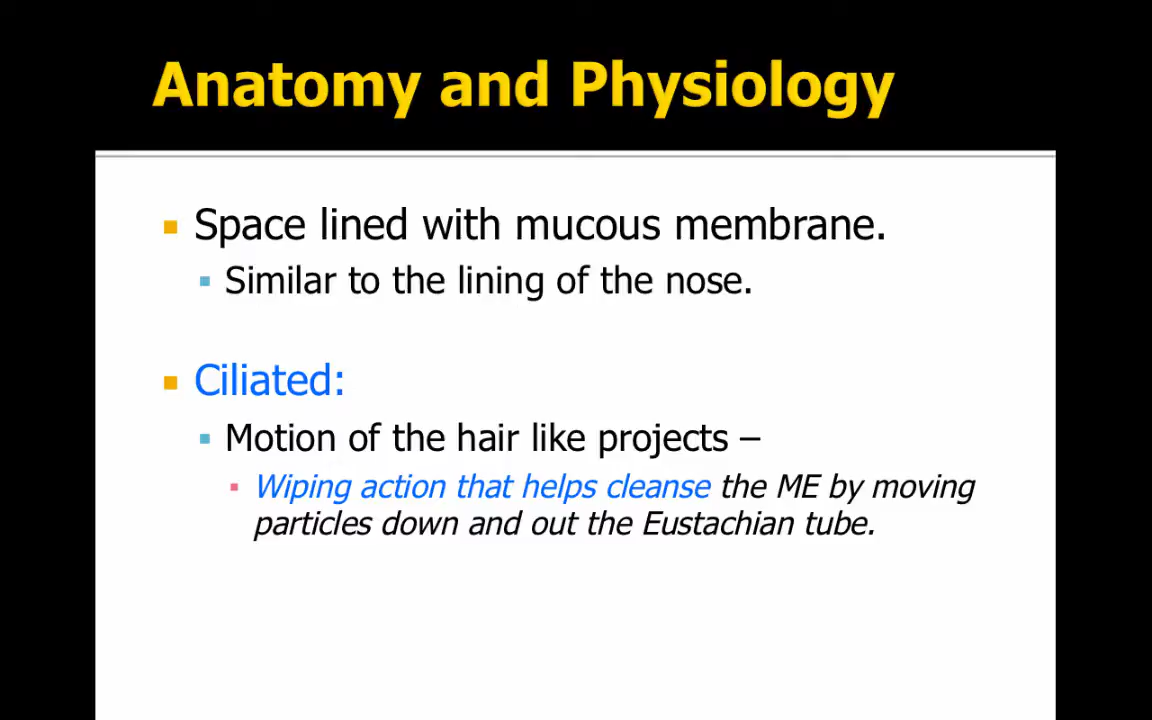 Anatomy and Physiology
Space lined with mucous membrane.
Similar to the lining of the nose.
Ciliated:
Motion of the hair like projects –
Wiping action that helps cleanse the ME by moving
particles down and out the Eustachian tube.